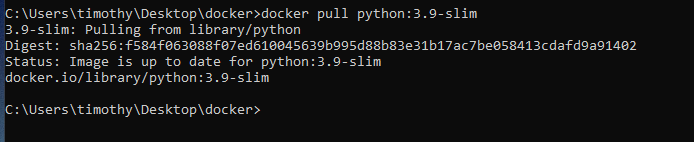 C:\Users\timothy\Desktop\docker>docker pull python:3.9-slim
3.9-slim: Pulling from library/python
Digest: sha256:f584f063088f07ed610045639b995d88b83e31b17ac7be058413cdafd9a91402
Status: Image is up to date for python:3.9-slim
docker.io/library/python:3.9-slim
C:\Users\timothy\Desktop\docker>